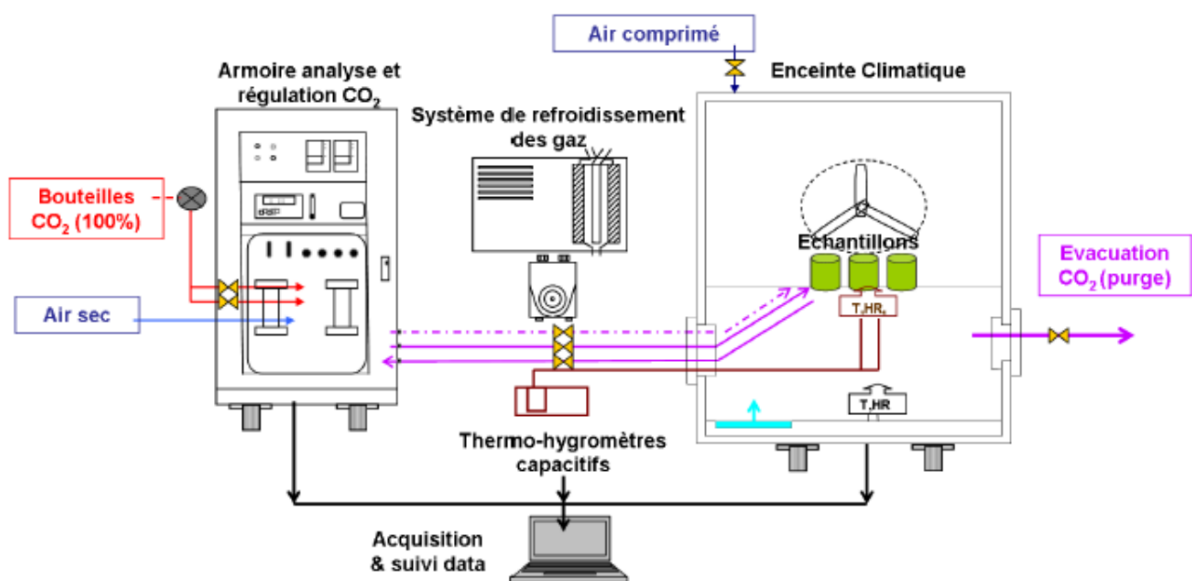 Air comprimé
Armoire analyse et
régulation CO₂
Enceinte Climatique
Système de refroidissement
des gaz
Bouteilles
CO₂ (100%)
Echantillons
Evacuation
CO₂ (purge)
Air sec
T,HR
Thermo-hygromètres
capacitifs
Acquisition
& suivi data